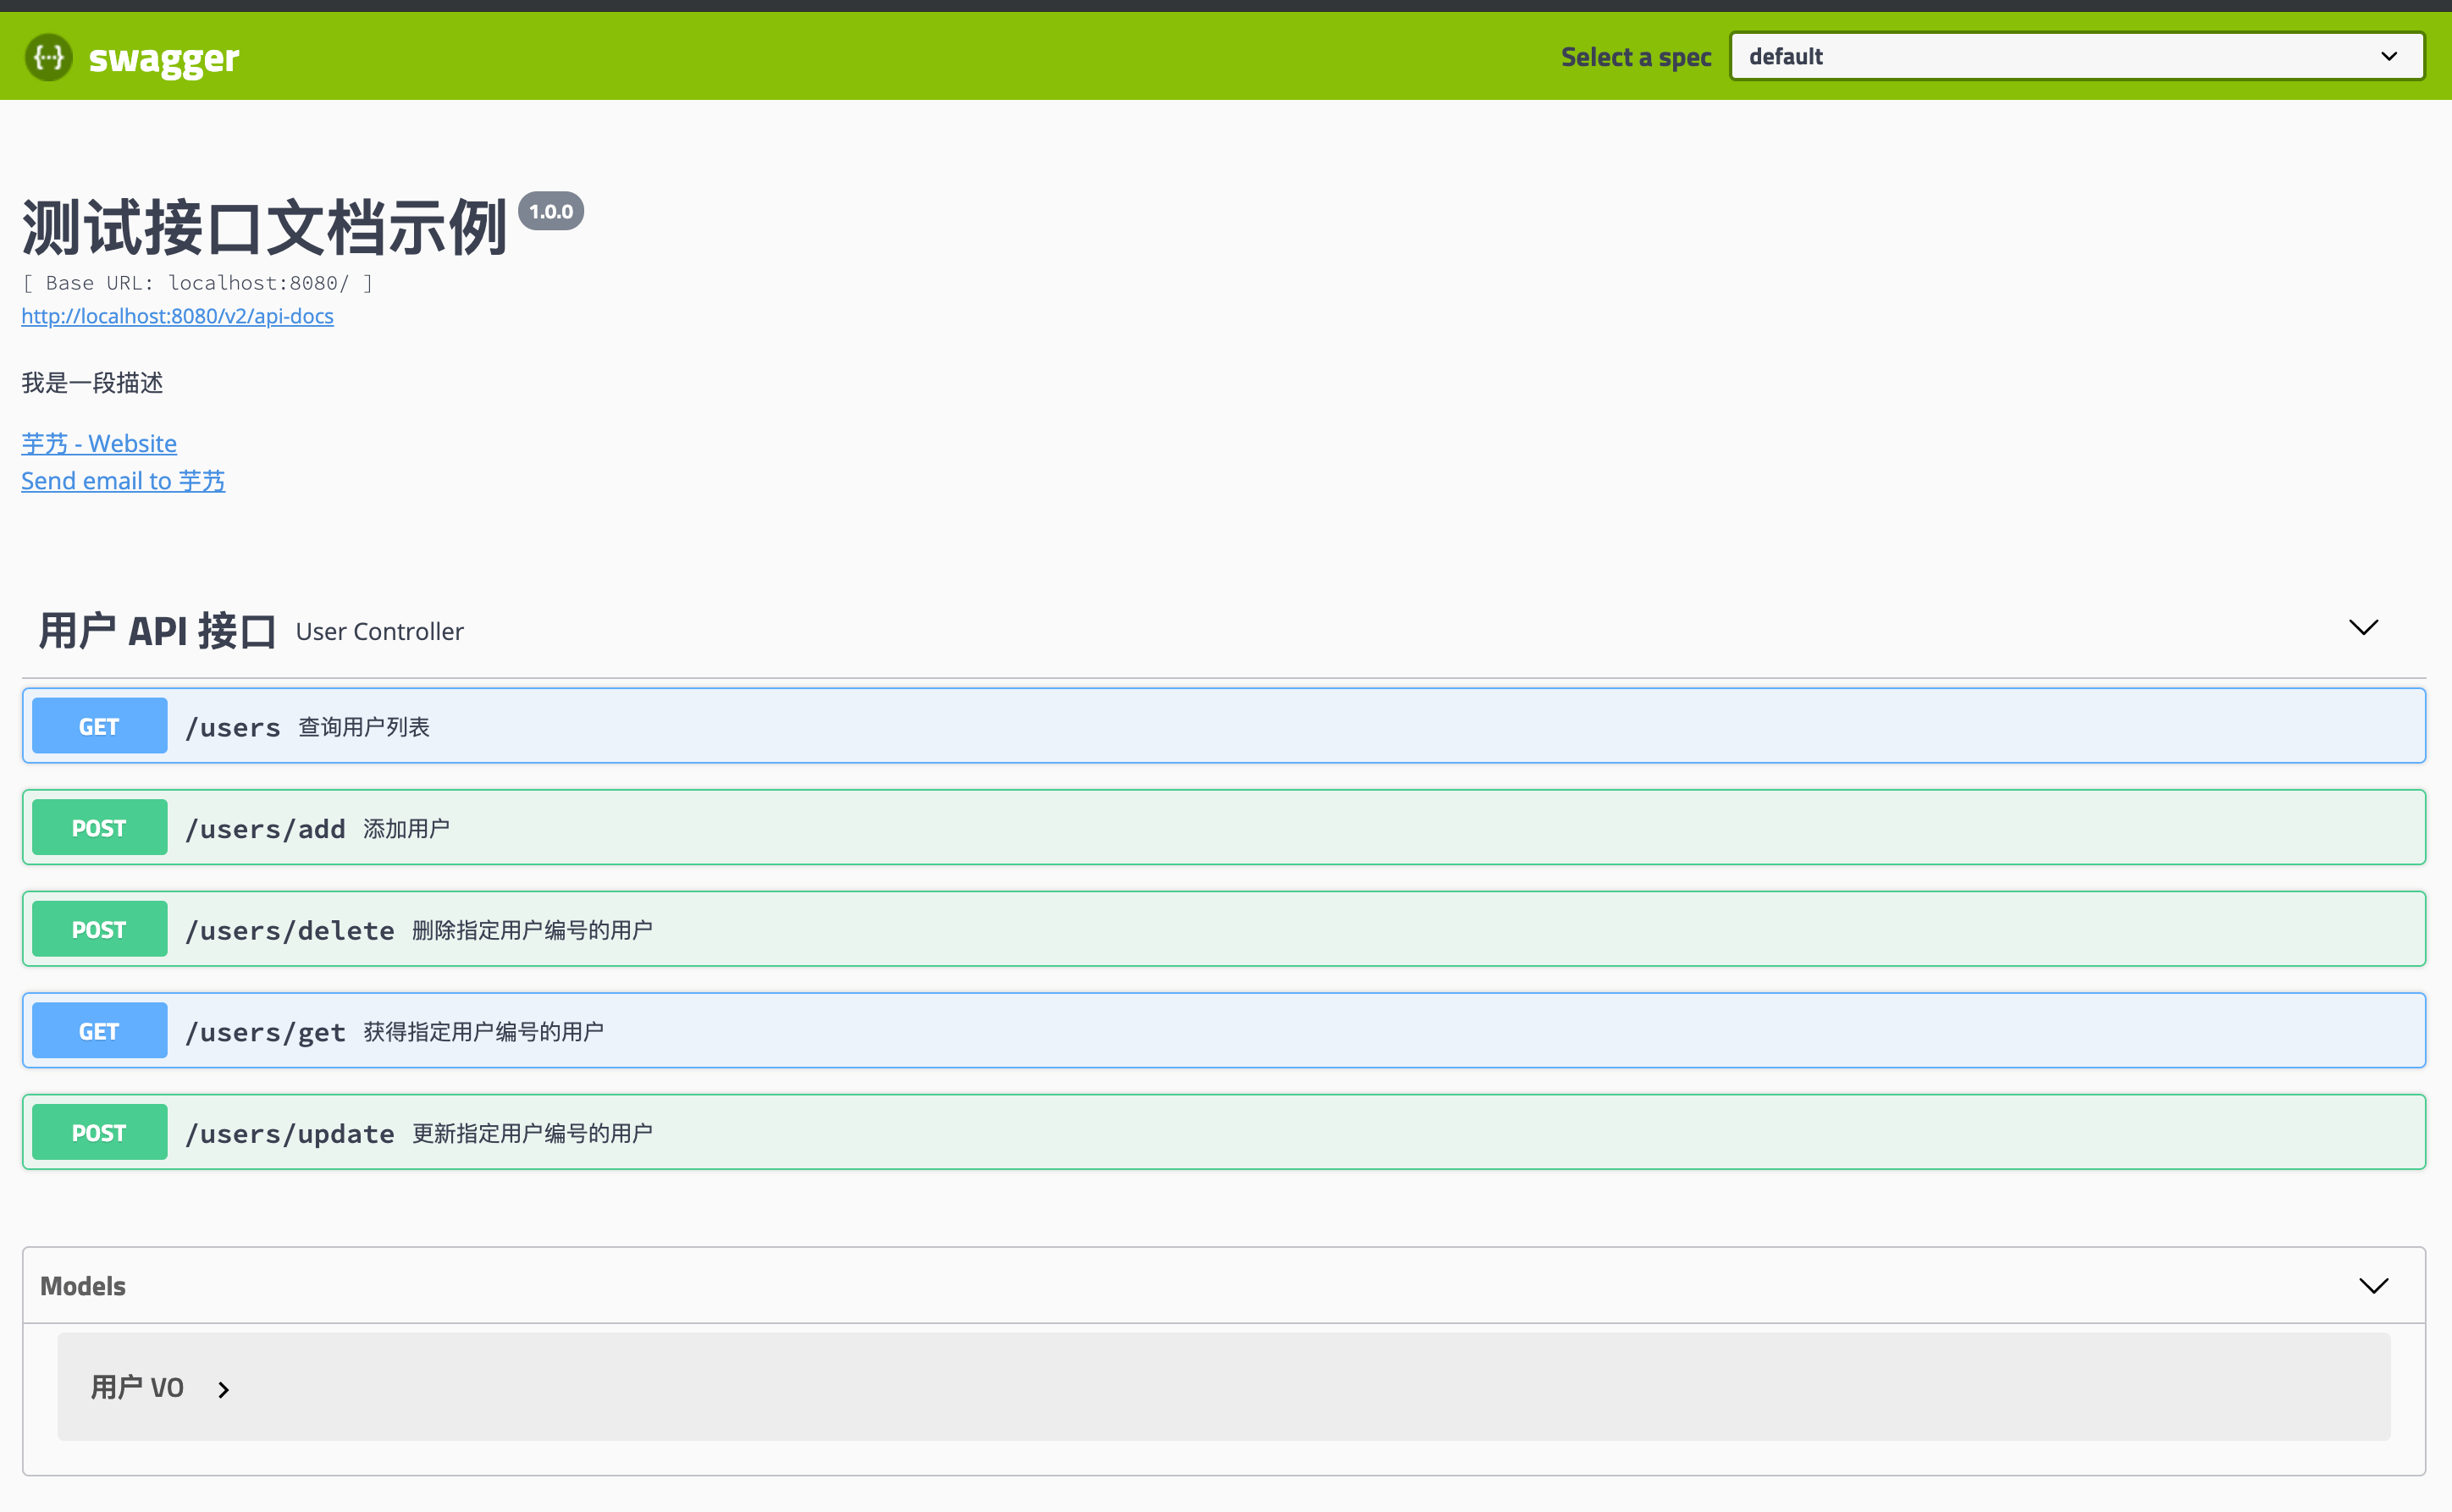 swagger
Select a spec default
测试接口文档示例 1.0.0
[ Base URL: localhost:8080/ ]
http://localhost:8080/v2/api-docs
我是一段描述
芋艿 - Website
Send email to 芋艿
用户 API 接口 User Controller
GET /users 查询用户列表
POST /users/add 添加用户
POST /users/delete 删除指定用户编号的用户
GET /users/get 获得指定用户编号的用户
POST /users/update 更新指定用户编号的用户
Models
用户 VO